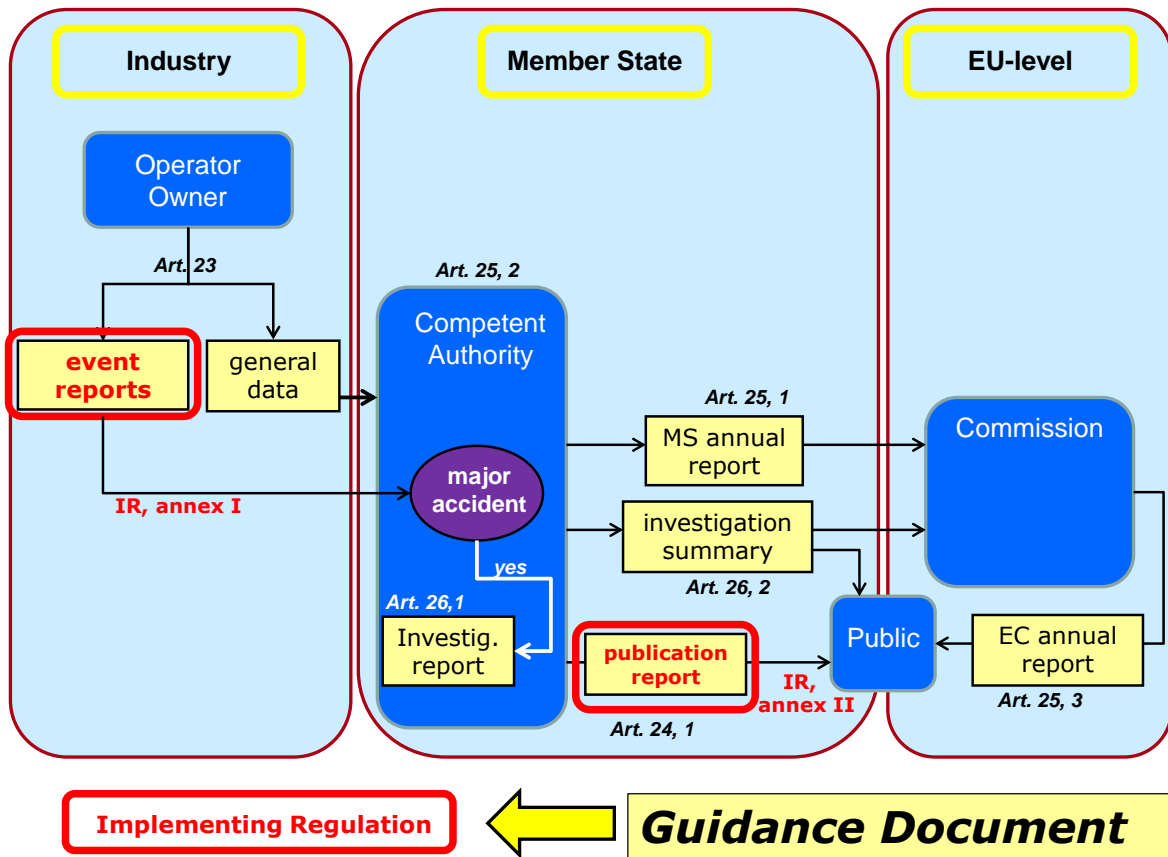 Industry
Member State
EU-level
Operator
Owner
Art. 23
event
reports
general
data
IR, annex I
Art. 25, 2
Competent
Authority
major
accident
yes
Art. 26,1
Investig.
report
Art. 25, 1
MS annual
report
investigation
summary
Art. 26, 2
publication
report
IR,
annex II
Art. 24, 1
Commission
Public
EC annual
report
Art. 25, 3
Implementing Regulation
Guidance Document